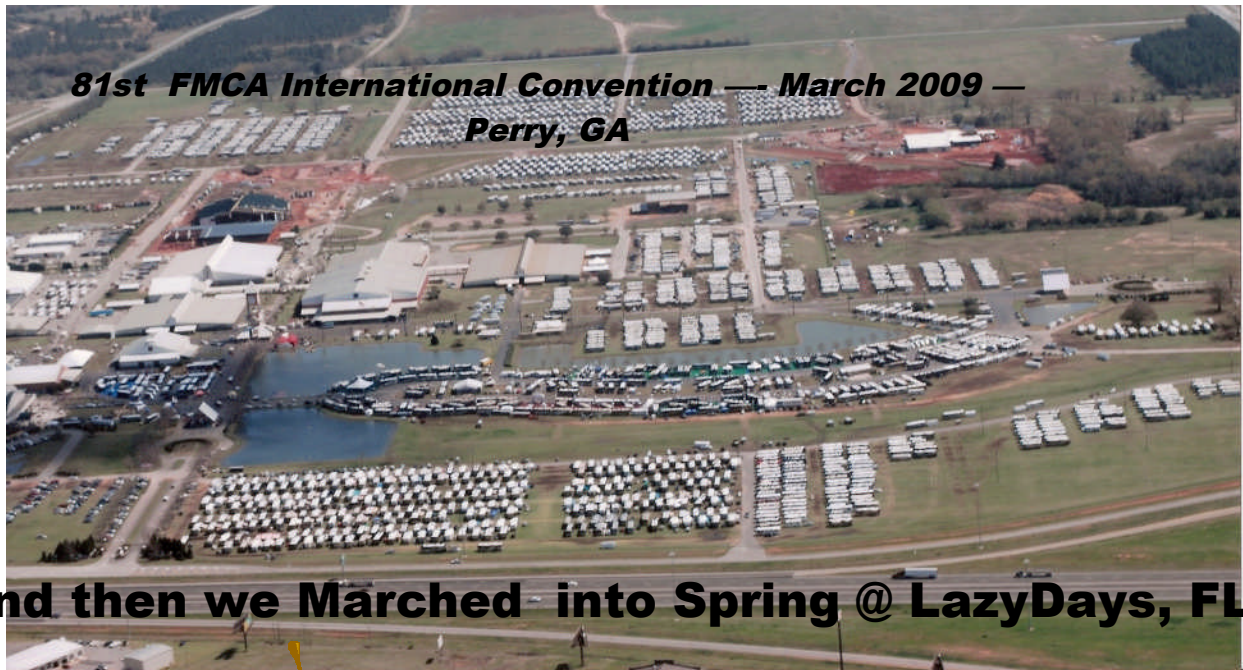 81st FMCA International Convention —- March 2009 —
Perry, GA
nd then we Marched into Spring @ LazyDays, FL